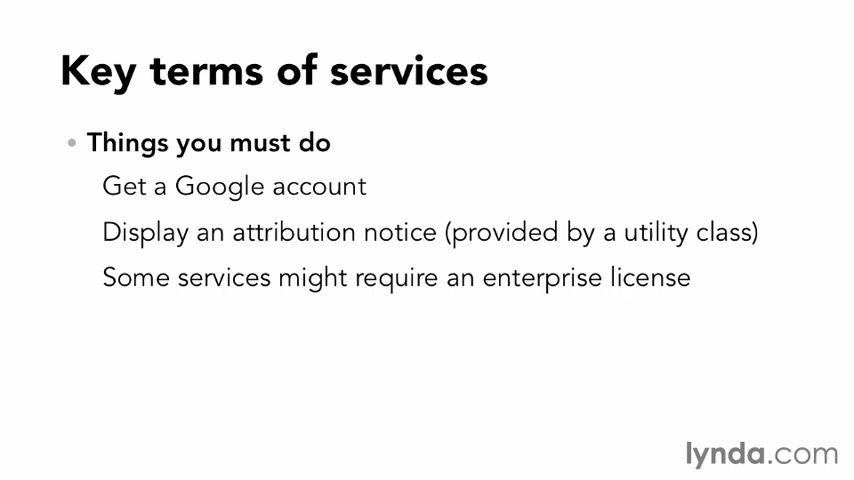 Key terms of services
• Things you must do
Get a Google account
Display an attribution notice (provided by a utility class)
Some services might require an enterprise license
lynda.com